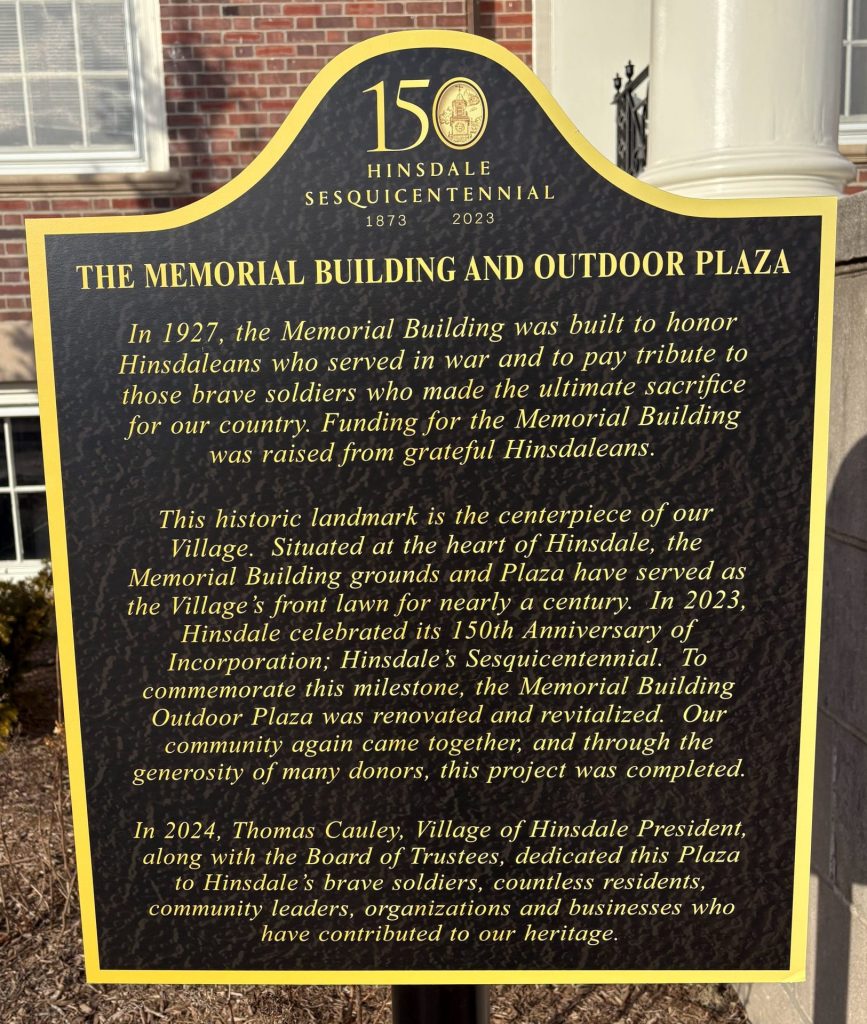 150
HINSDALE
SESQUICENTENNIAL
1873 2023
THE MEMORIAL BUILDING AND OUTDOOR PLAZA
In 1927, the Memorial Building was built to honor
Hinsdaleans who served in war and to pay tribute to
those brave soldiers who made the ultimate sacrifice
for our country. Funding for the Memorial Building
was raised from grateful Hinsdaleans.
This historic landmark is the centerpiece of our
Village. Situated at the heart of Hinsdale, the
Memorial Building grounds and Plaza have served as
the Village's front lawn for nearly a century. In 2023,
Hinsdale celebrated its 150th Anniversary of
Incorporation; Hinsdale's Sesquicentennial. To
commemorate this milestone, the Memorial Building
Outdoor Plaza was renovated and revitalized. Our
community again came together, and through the
generosity of many donors, this project was completed.
In 2024, Thomas Cauley, Village of Hinsdale President,
along with the Board of Trustees, dedicated this Plaza
to Hinsdale's brave soldiers, countless residents,
community leaders, organizations and businesses who
have contributed to our heritage.